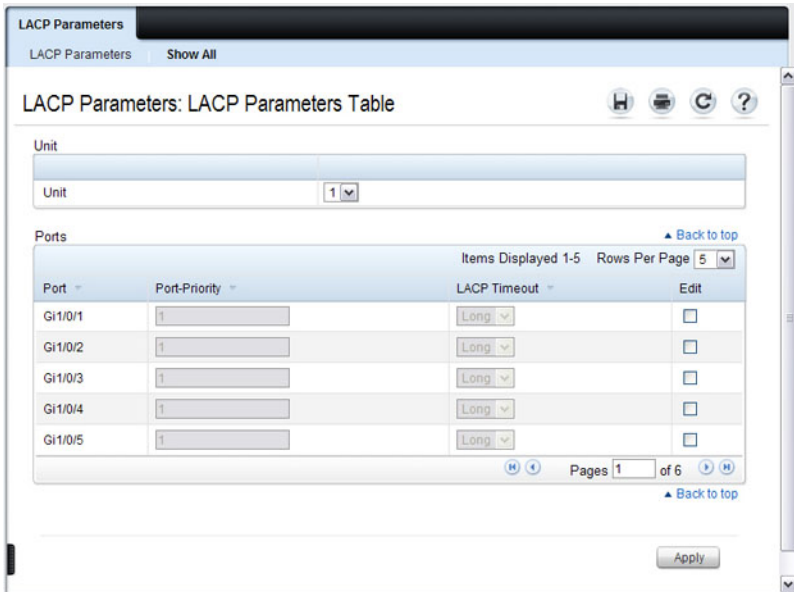 LACP Parameters
LACP Parameters Show All
LACP Parameters: LACP Parameters Table
?
Unit
Unit 1
Ports Back to top
Items Displayed 1-5 Rows Per Page 5
Port Port-Priority LACP Timeout Edit
Gi1/0/1 1 Long
Gi1/0/2 1 Long
Gi1/0/3 1 Long
Gi1/0/4 1 Long
Gi1/0/5 1 Long
Pages 1 of 6
Back to top
Apply